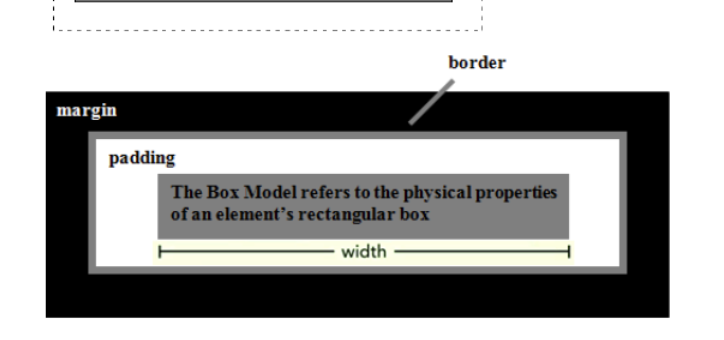 border
margin
padding
The Box Model refers to the physical properties
of an element’s rectangular box
width